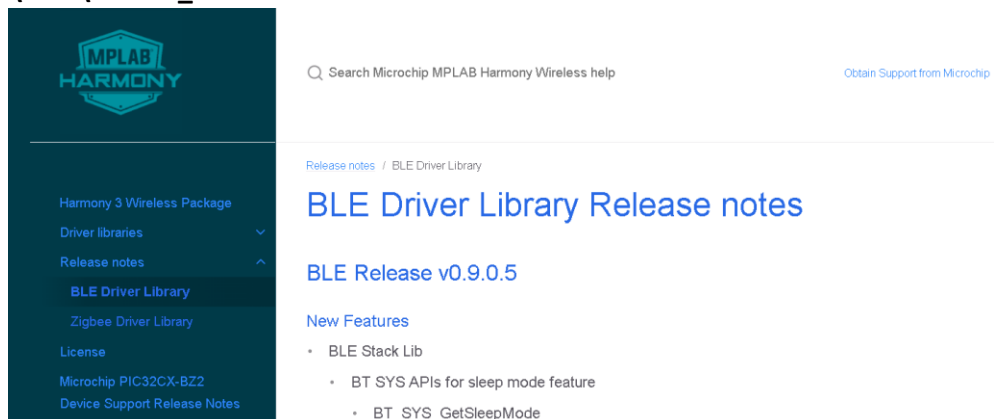 MPLAB
HARMONY
Search Microchip MPLAB Harmony Wireless help
Obtain Support from Microchip
Harmony 3 Wireless Package
Driver libraries
Release notes
BLE Driver Library
Zigbee Driver Library
License
Microchip PIC32CX-BZ2
Device Support Release Notes
Release notes / BLE Driver Library
BLE Driver Library Release notes
BLE Release v0.9.0.5
New Features
• BLE Stack Lib
• BT SYS APIs for sleep mode feature
• BT_SYS_GetSleepMode